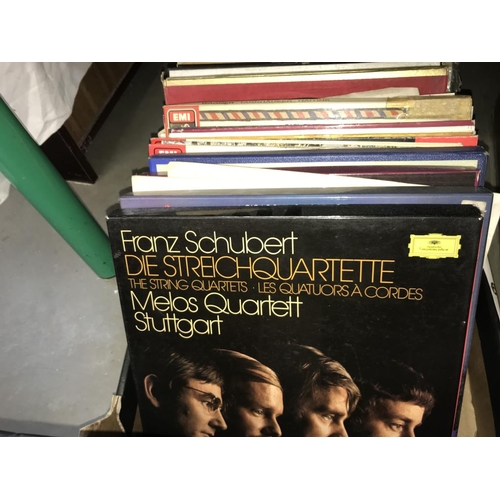 EMI
Franz Schubert
DIE STREICHQUARTETTE
THE STRING QUARTETS · LES QUATUORS À CORDES
Melos Quartett
Stuttgart